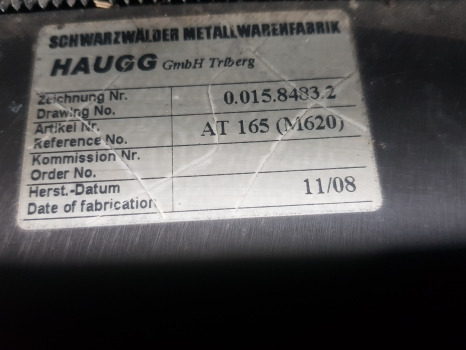 SCHWARZWÄLDER METALLWARENFABRIK
HAUGG GmbH Triberg
Zeichnung Nr. 0.015.8483.2
Drawing No.
Artikel Nr. AT 165 (M620)
Reference No.
Kommission Nr.
Order No.
Herst.-Datum 11/08
Date of fabrication